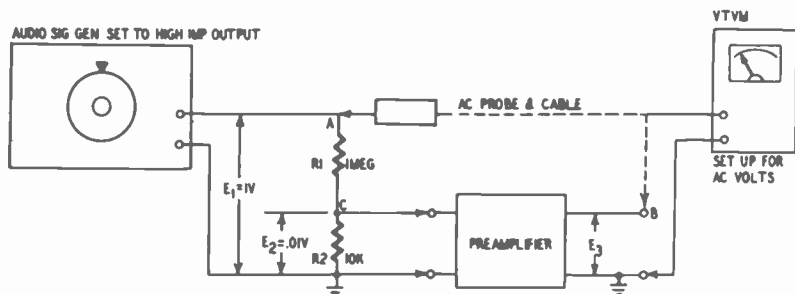 AUDIO SIG GEN SET TO HIGH IMP OUTPUT
VTVM
AC PROBE & CABLE
A
R1
1MEG
SET UP FOR
AC VOLTS
E1=1V
C
B
E2=.01V
R2
10K
PREAMPLIFIER
E3